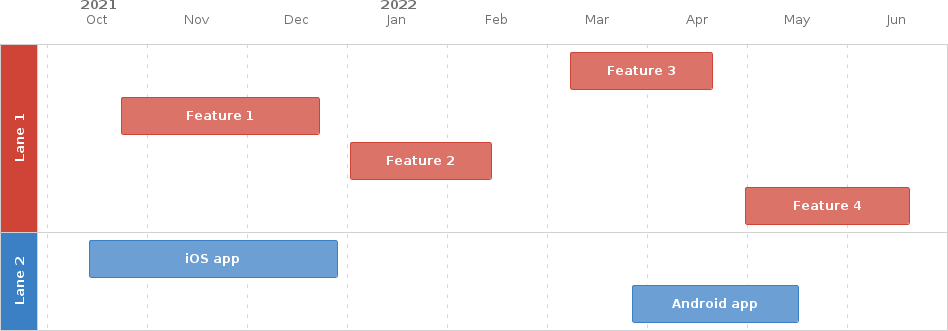 2021 2022
Oct Nov Dec Jan Feb Mar Apr May Jun
Lane 1
Feature 3
Feature 1
Feature 2
Feature 4
Lane 2
iOS app
Android app